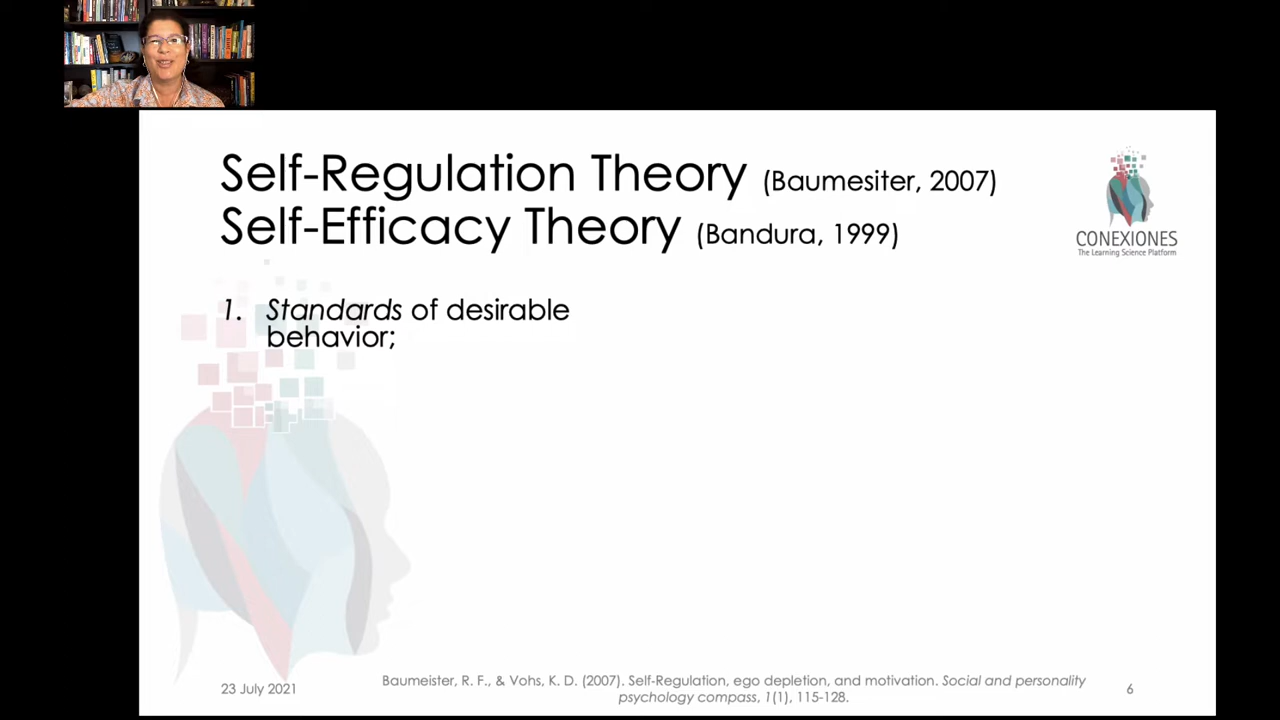 Self-Regulation Theory (Baumesiter, 2007)
Self-Efficacy Theory (Bandura, 1999)
CONEXIONES
The Learning Science Platform
1. Standards of desirable
behavior;
23 July 2021
Baumeister, R. F., & Vohs, K. D. (2007). Self-Regulation, ego depletion, and motivation. Social and personality
psychology compass, 1(1), 115-128.
6